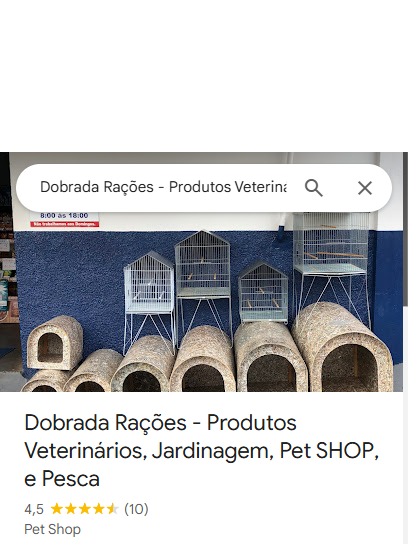 Dobrada Rações - Produtos Veteriná
8:00 às 18:00
Não trabalhamos aos Domingos.
Dobrada Rações - Produtos
Veterinários, Jardinagem, Pet SHOP,
e Pesca
4,5 (10)
Pet Shop